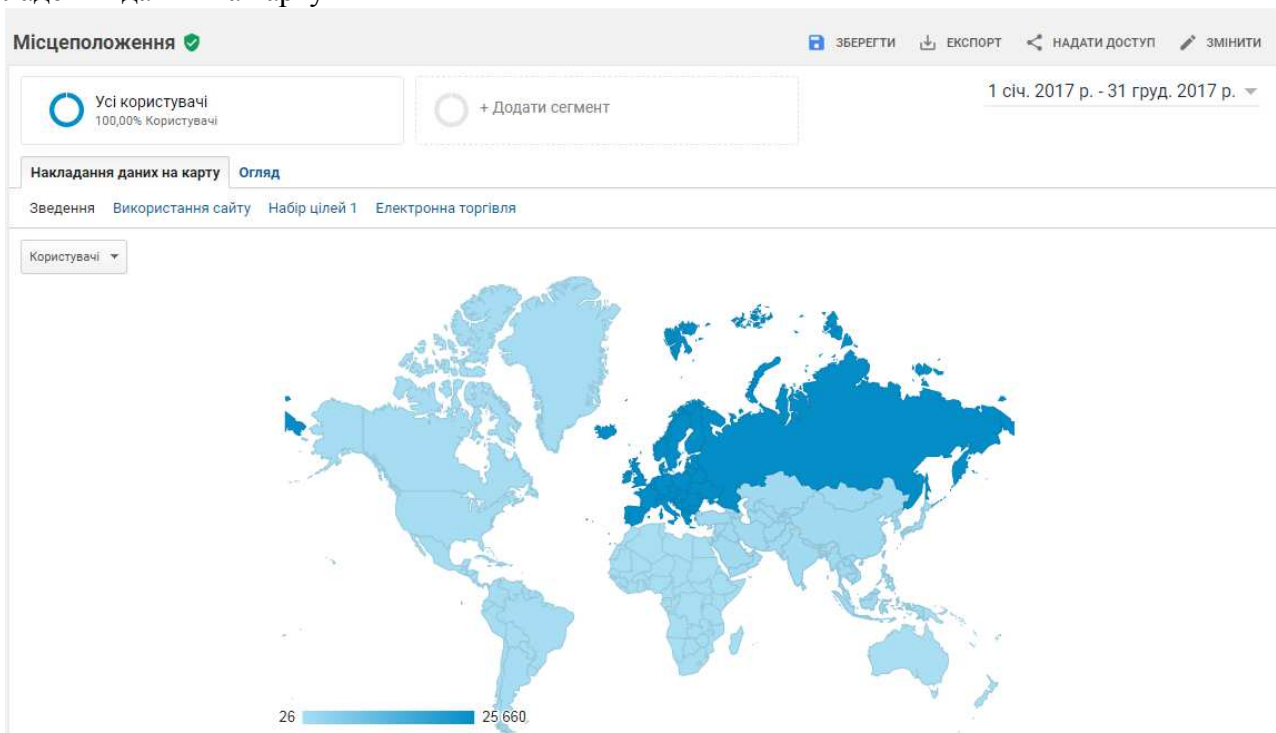 Місцеположення
ЗБЕРЕГТИ ЕКСПОРТ НАДАТИ ДОСТУП ЗМІНИТИ
Усі користувачі
100,00% Користувачі
+ Додати сегмент
1 січ. 2017 р. - 31 груд. 2017 р.
Накладання даних на карту Огляд
Зведення Використання сайту Набір цілей 1 Електронна торгівля
Користувачі
26 25 660